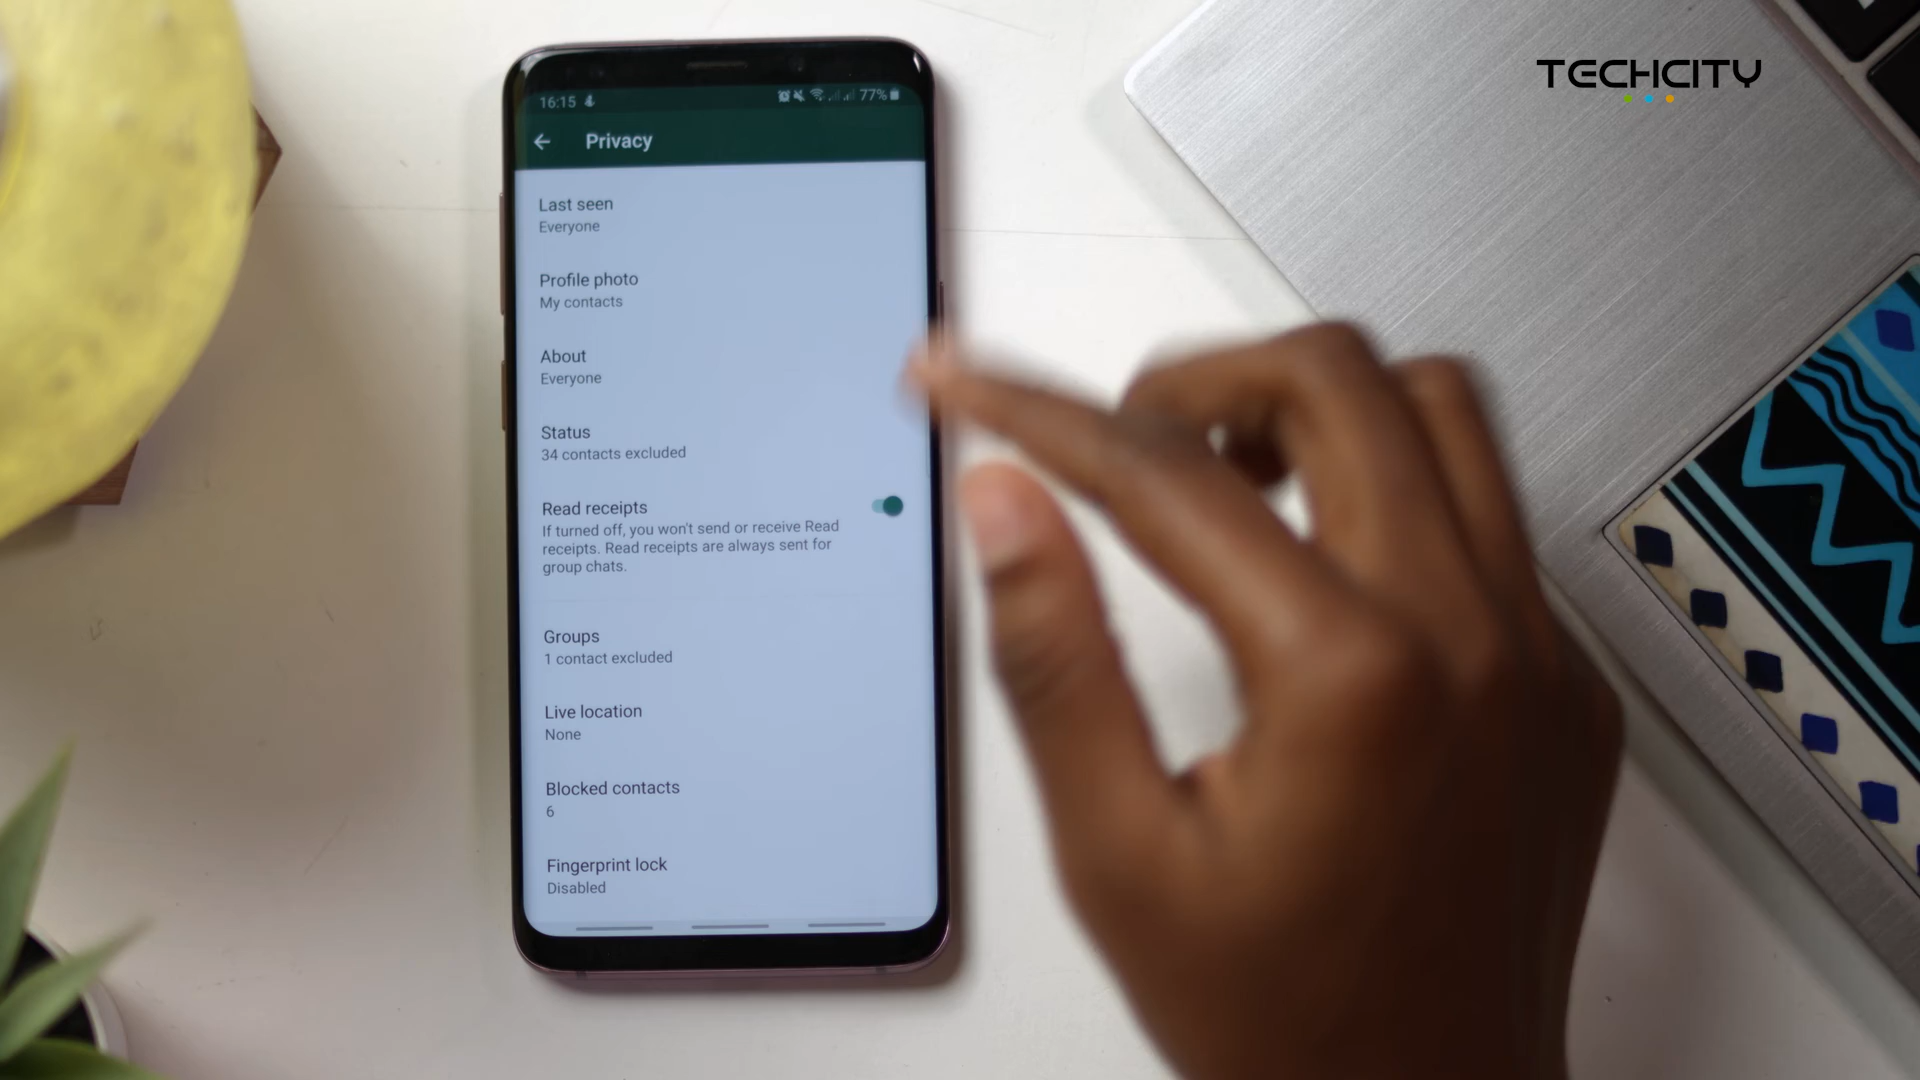 TECHCITY
16:15
77%
Privacy
Last seen
Everyone
Profile photo
My contacts
About
Everyone
Status
34 contacts excluded
Read receipts
If turned off, you won't send or receive Read
receipts. Read receipts are always sent for
group chats.
Groups
1 contact excluded
Live location
None
Blocked contacts
6
Fingerprint lock
Disabled